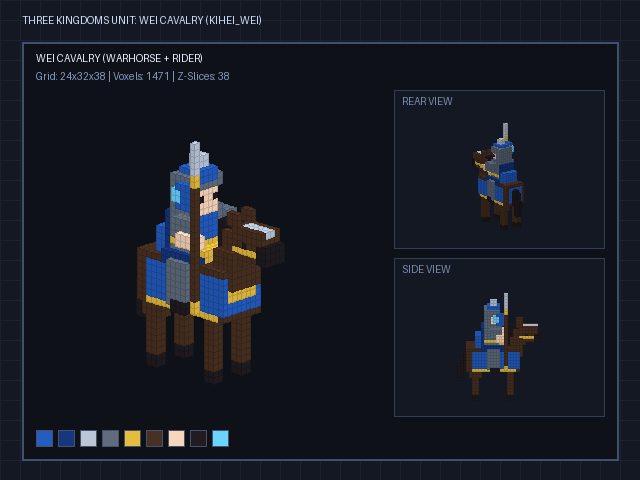 THREE KINGDOMS UNIT: WEI CAVALRY (KIHEI_WEI)
WEI CAVALRY (WARHORSE + RIDER)
Grid: 24x32x38 | Voxels: 1471 | Z-Slices: 38
REAR VIEW
SIDE VIEW